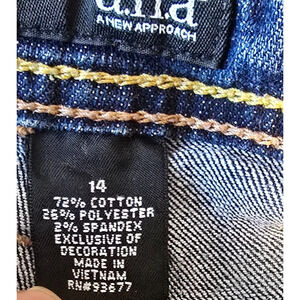 a.n.a
A NEW APPROACH
14
72% COTTON
26% POLYESTER
2% SPANDEX
EXCLUSIVE OF
DECORATION
MADE IN
VIETNAM
RN#93677